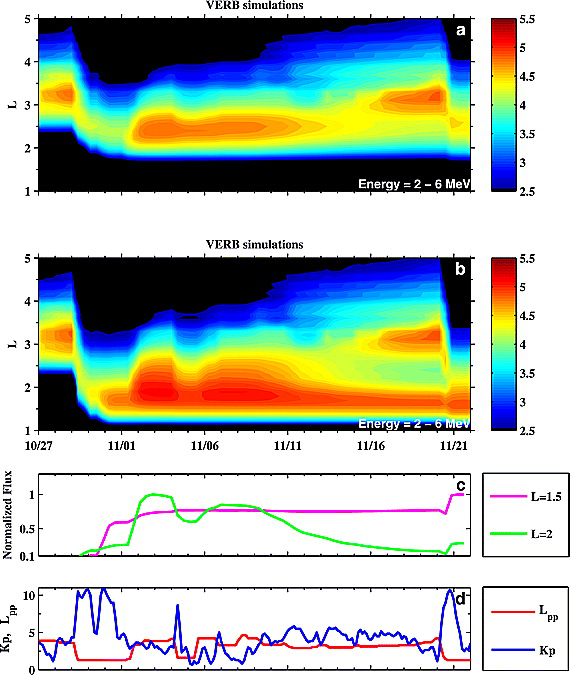 VERB simulations
5
4
3
2
1
L
a
Energy = 2 – 6 MeV
5.5
5
4.5
4
3.5
3
2.5
VERB simulations
5
4
3
2
1
L
b
Energy = 2 – 6 MeV
5.5
5
4.5
4
3.5
3
2.5
10/27 11/01 11/06 11/11 11/16 11/21
Normalized Flux
1
0.5
0.1
c
L=1.5
L=2
Kp, Lpp
10
5
0
d
Lpp
Kp